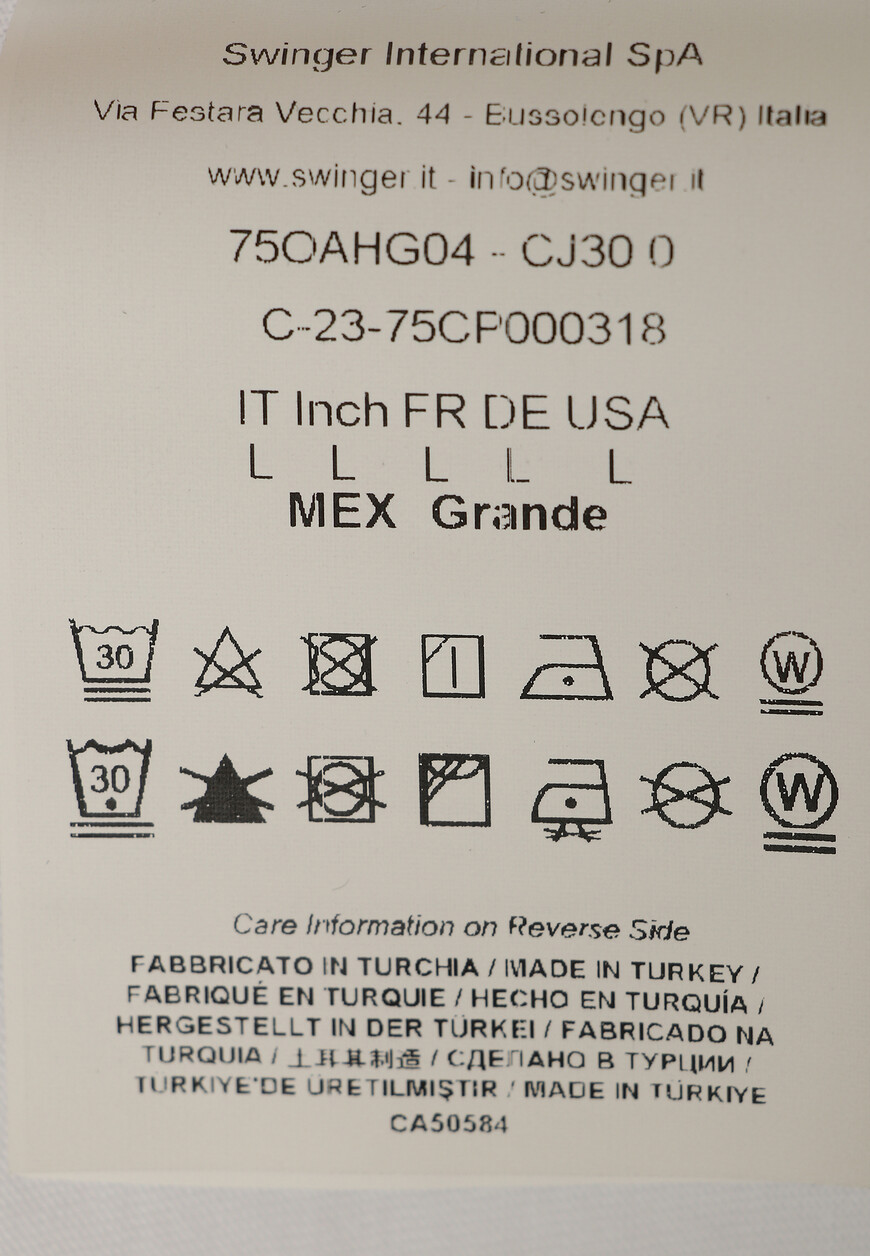 Swinger International SpA
Via Festara Vecchia, 44 - Bussolengo (VR) Italia
www.swinger.it - info@swinger.it
75OAHG04 - CJ30 0
C-23-75CP000318
IT Inch FR DE USA
L L L L L
MEX Grande
30 W
30 W
Care Information on Reverse Side
FABBRICATO IN TURCHIA / MADE IN TURKEY /
FABRIQUÉ EN TURQUIE / HECHO EN TURQUÍA /
HERGESTELLT IN DER TÜRKEI / FABRICADO NA
TURQUIA / 土耳其制造 / СДЕЛАНО В ТУРЦИИ /
TÜRKIYE'DE ÜRETILMIŞTIR / MADE IN TÜRKIYE
CA50584